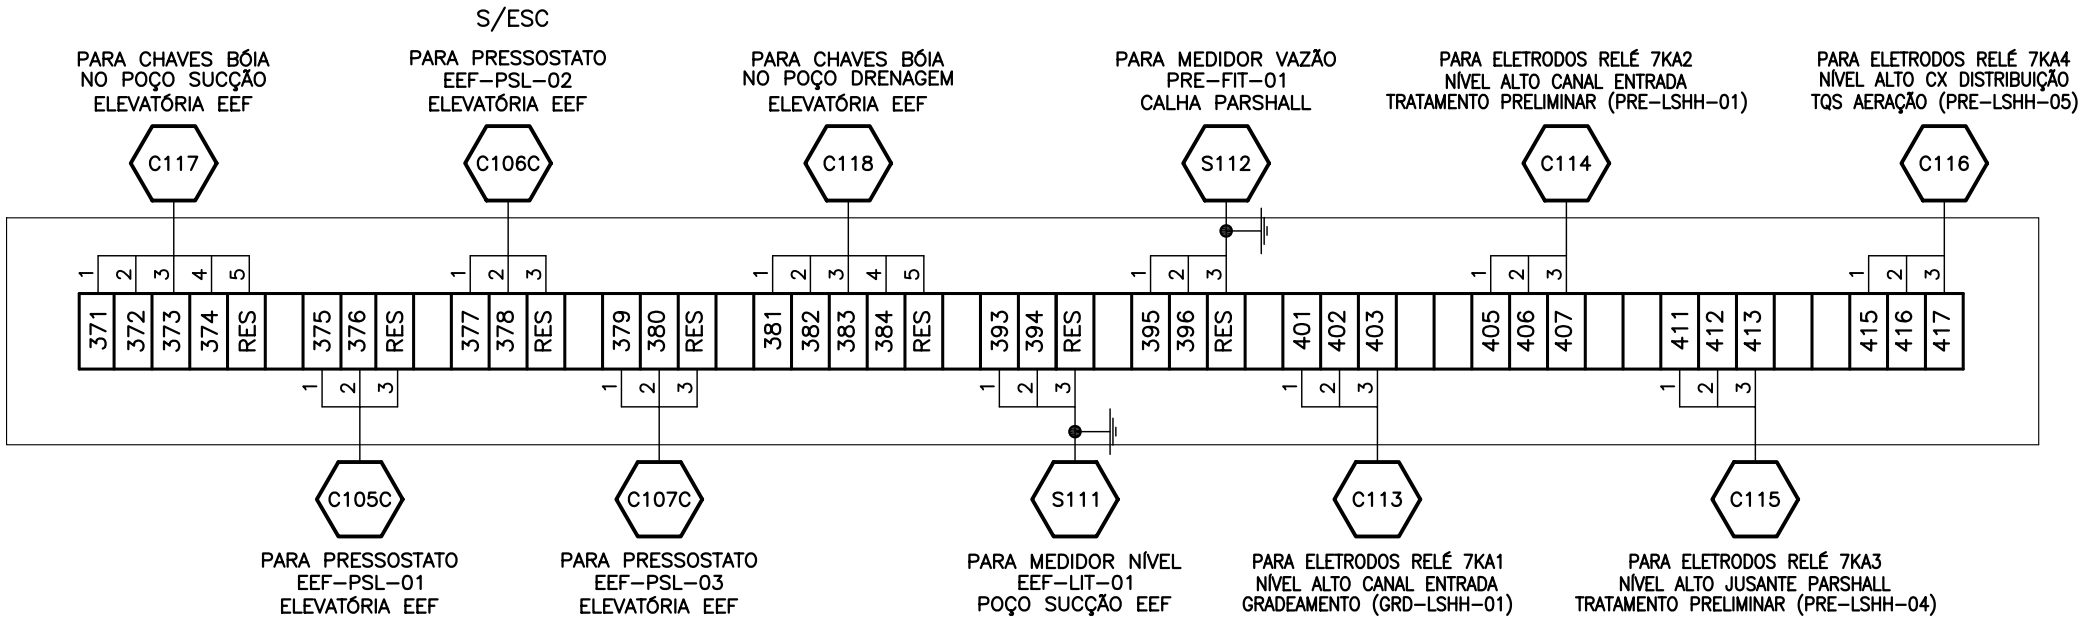 S/ESC
PARA CHAVES BÓIA
NO POÇO SUCÇÃO
ELEVATÓRIA EEF
PARA PRESSOSTATO
EEF-PSL-02
ELEVATÓRIA EEF
PARA CHAVES BÓIA
NO POÇO DRENAGEM
ELEVATÓRIA EEF
PARA MEDIDOR VAZÃO
PRE-FIT-01
CALHA PARSHALL
PARA ELETRODOS RELÉ 7KA2
NÍVEL ALTO CANAL ENTRADA
TRATAMENTO PRELIMINAR (PRE-LSHH-01)
PARA ELETRODOS RELÉ 7KA4
NÍVEL ALTO CX DISTRIBUIÇÃO
TQS AERAÇÃO (PRE-LSHH-05)
C117 C106C C118 S112 C114 C116
1 2 3 4 5 1 2 3 1 2 3 4 5 1 2 3 1 2 3 1 2 3
371 372 373 374 RES 375 376 RES 377 378 RES 379 380 RES 381 382 383 384 RES 393 394 RES 395 396 RES 401 402 403 405 406 407 411 412 413 415 416 417
1 2 3 1 2 3 1 2 3 1 2 3 1 2 3
C105C C107C S111 C113 C115
PARA PRESSOSTATO
EEF-PSL-01
ELEVATÓRIA EEF
PARA PRESSOSTATO
EEF-PSL-03
ELEVATÓRIA EEF
PARA MEDIDOR NÍVEL
EEF-LIT-01
POÇO SUCÇÃO EEF
PARA ELETRODOS RELÉ 7KA1
NÍVEL ALTO CANAL ENTRADA
GRADEAMENTO (GRD-LSHH-01)
PARA ELETRODOS RELÉ 7KA3
NÍVEL ALTO JUSANTE PARSHALL
TRATAMENTO PRELIMINAR (PRE-LSHH-04)